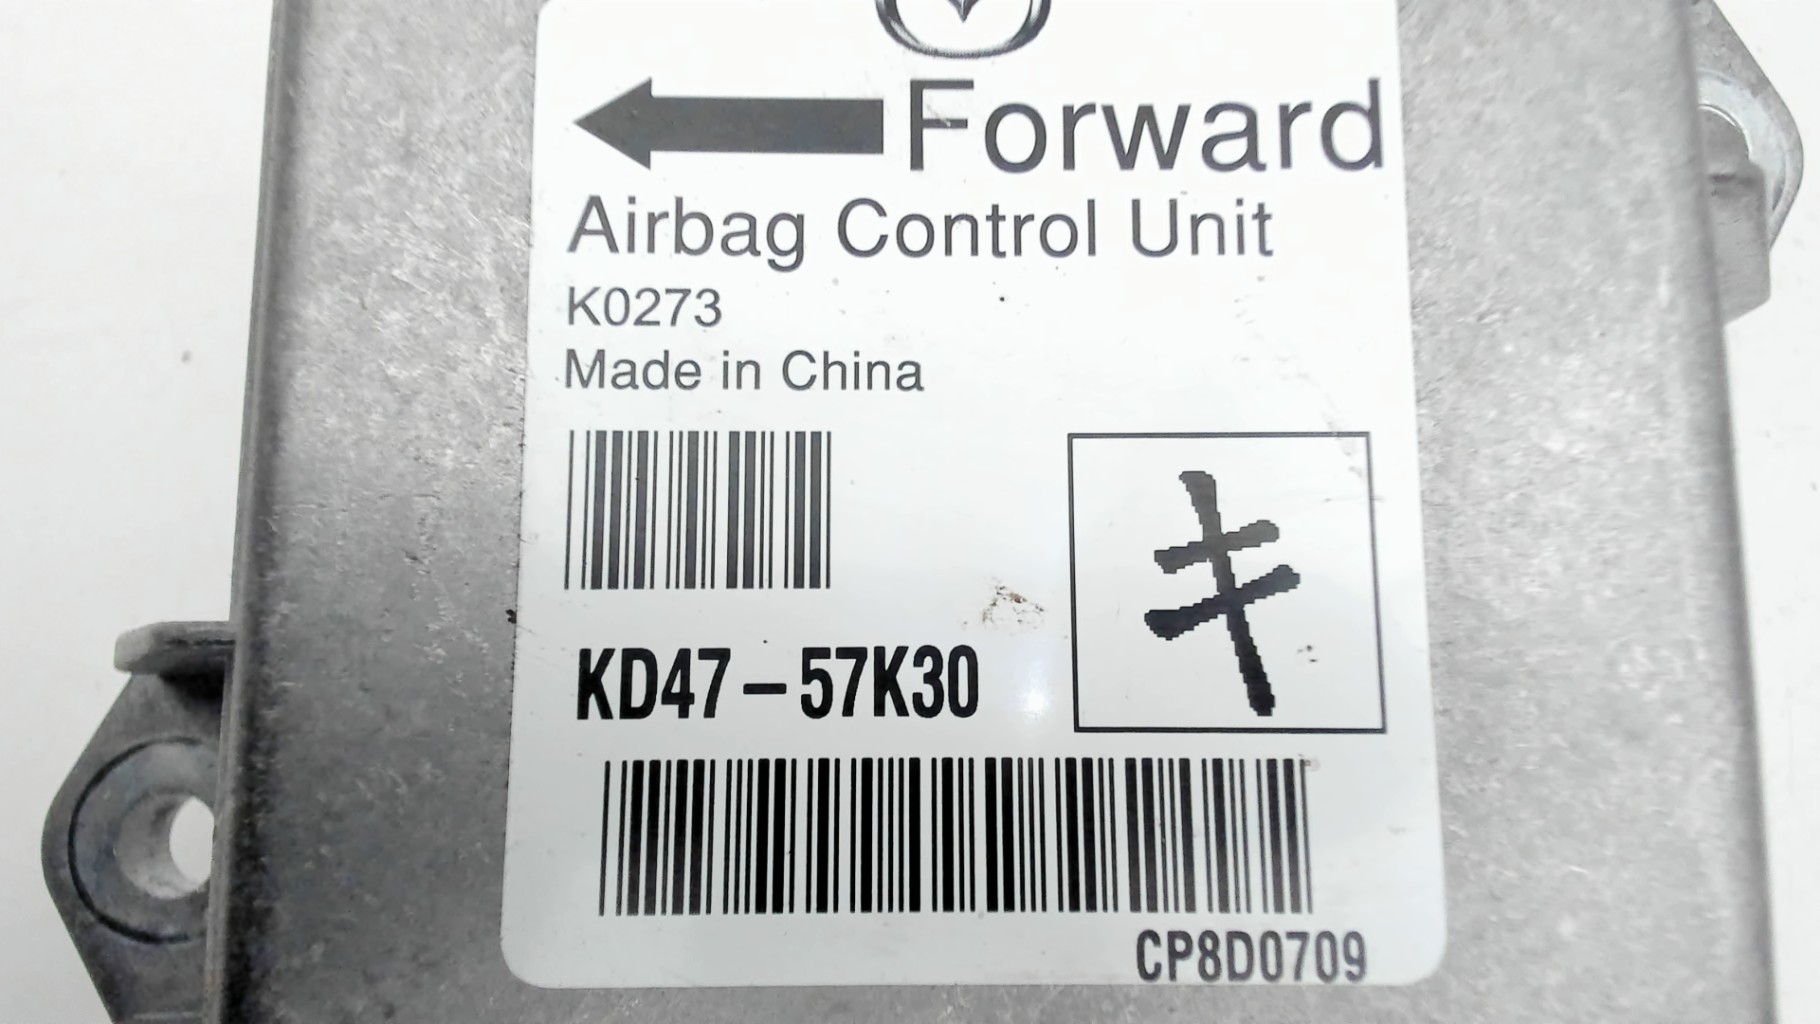 Forward
Airbag Control Unit
K0273
Made in China
キ
KD47-57K30
CP8D0709